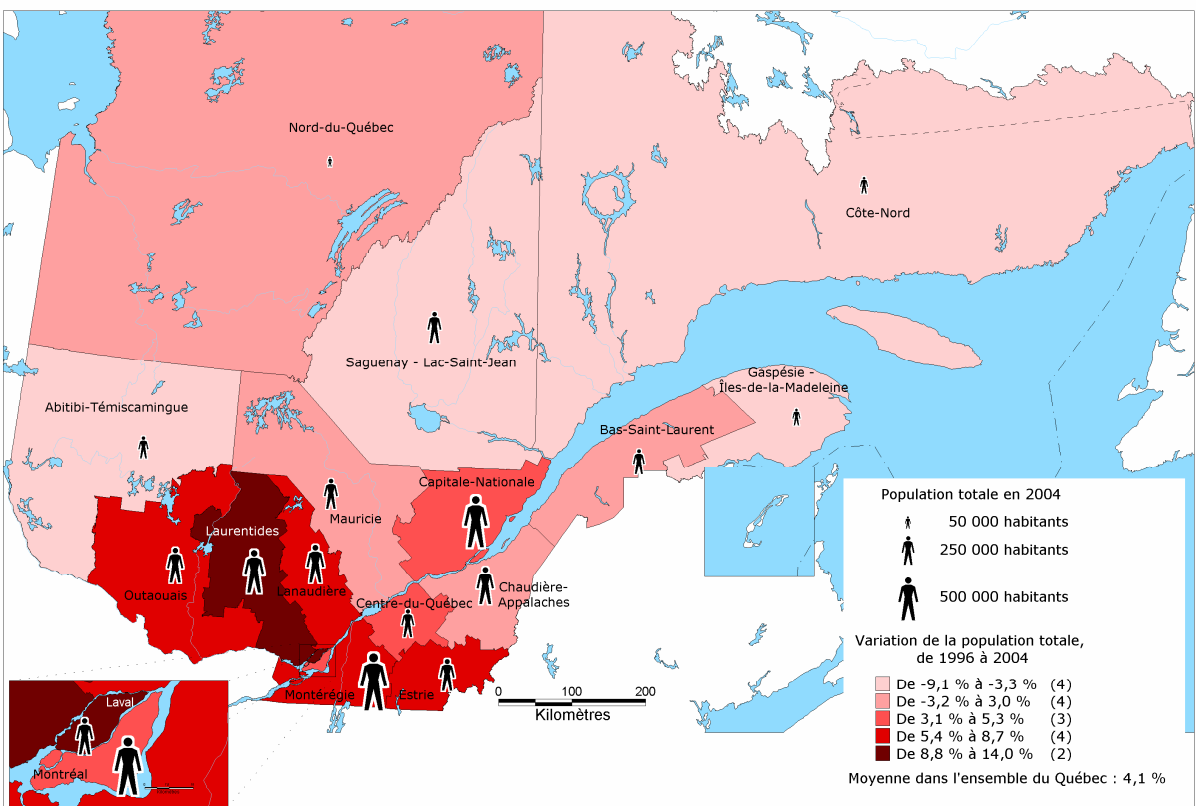 Nord-du-Québec
Côte-Nord
Saguenay - Lac-Saint-Jean
Gaspésie -
Îles-de-la-Madeleine
Abitibi-Témiscamingue
Bas-Saint-Laurent
Capitale-Nationale
Mauricie
Laurentides
Outaouais
Lanaudière
Centre-du-Québec
Chaudière-
Appalaches
Montérégie
Estrie
0 100 200
Kilomètres
Laval
Montréal
Population totale en 2004
50 000 habitants
250 000 habitants
500 000 habitants
Variation de la population totale,
de 1996 à 2004
De -9,1 % à -3,3 % (4)
De -3,2 % à 3,0 % (4)
De 3,1 % à 5,3 % (3)
De 5,4 % à 8,7 % (4)
De 8,8 % à 14,0 % (2)
Moyenne dans l'ensemble du Québec : 4,1 %